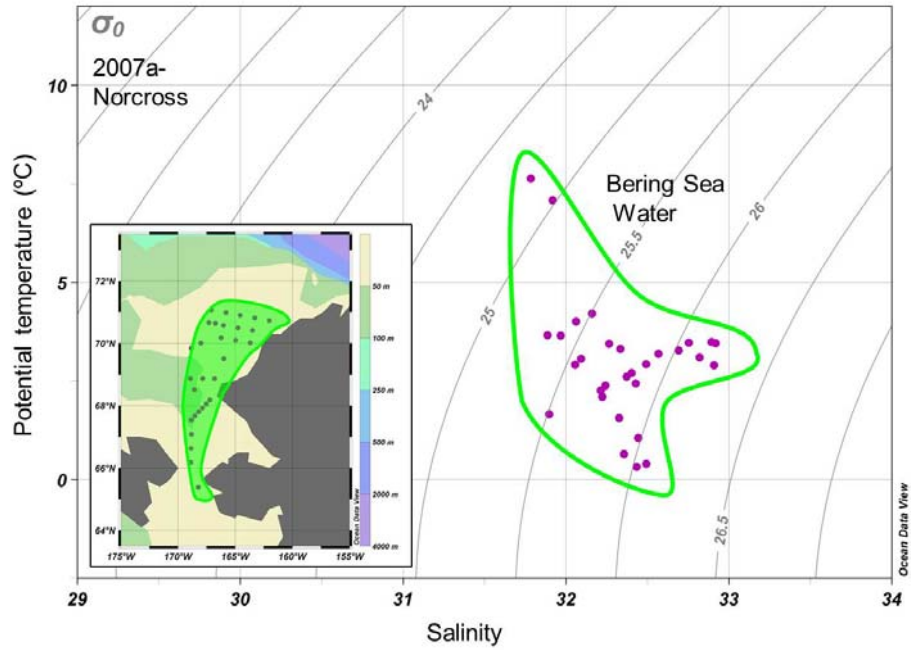 σ₀
2007a-
Norcross
24
Bering Sea
Water
25
25.5
26
26.5
10
5
0
Potential temperature (ºC)
29
30
31
32
33
34
Salinity
Ocean Data View
72°N
70°N
68°N
66°N
64°N
175°W
170°W
165°W
160°W
155°W
50 m
100 m
250 m
500 m
2000 m
4000 m
Ocean Data View